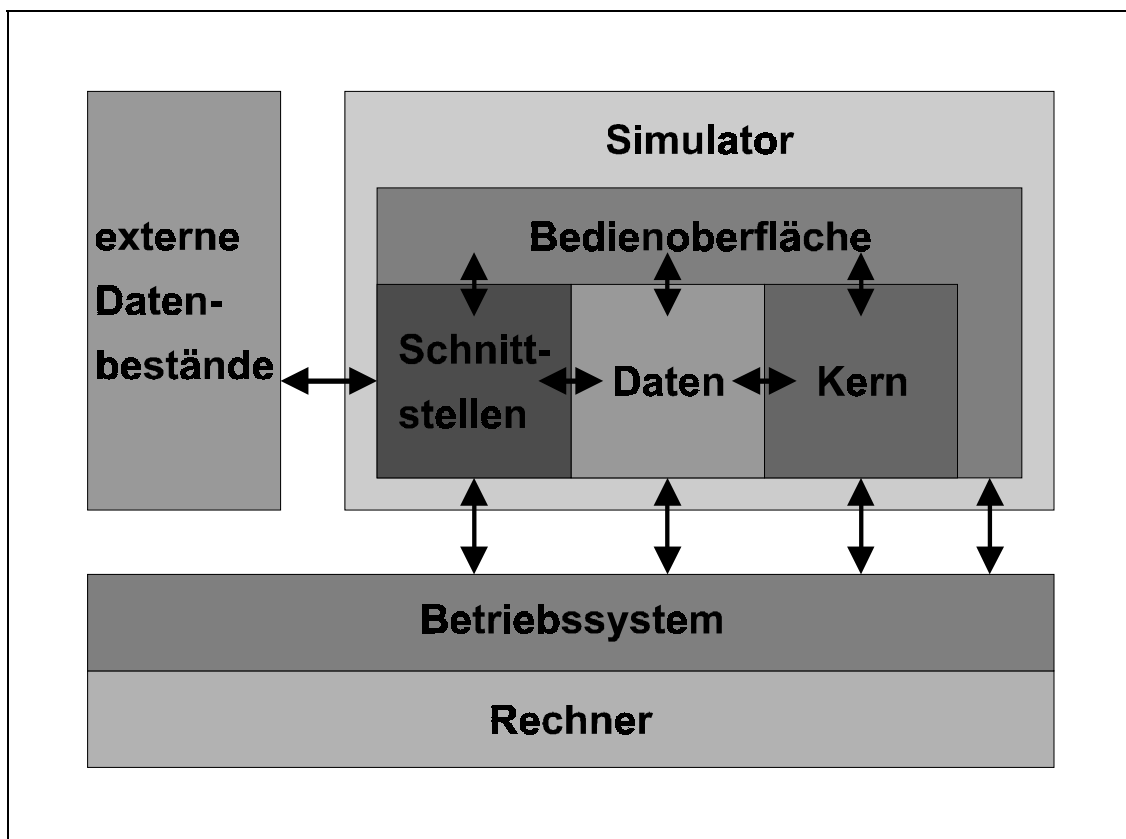 externe
Daten-
bestände
Simulator
Bedienoberfläche
Schnitt-
stellen
Daten
Kern
Betriebssystem
Rechner